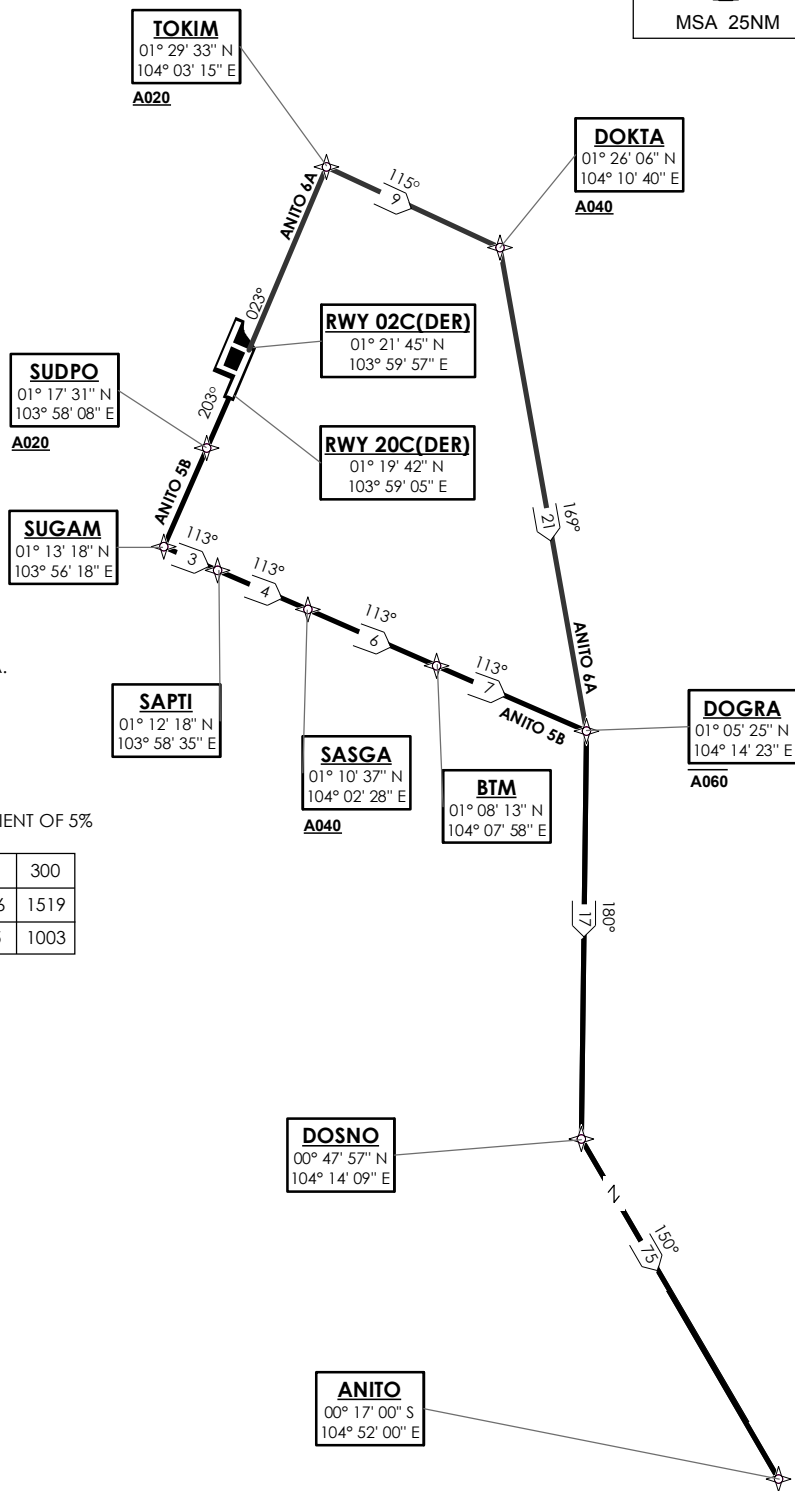 MSA 25NM
TOKIM
01° 29' 33" N
104° 03' 15" E
A020
DOKTA
01° 26' 06" N
104° 10' 40" E
A040
115°
9
ANITO 6A
023°
RWY 02C(DER)
01° 21' 45" N
103° 59' 57" E
SUDPO
01° 17' 31" N
103° 58' 08" E
A020
203°
RWY 20C(DER)
01° 19' 42" N
103° 59' 05" E
ANITO 5B
SUGAM
01° 13' 18" N
103° 56' 18" E
113°
3
113°
4
113°
6
113°
7
ANITO 5B
169°
21
ANITO 6A
SAPTI
01° 12' 18" N
103° 58' 35" E
SASGA
01° 10' 37" N
104° 02' 28" E
A040
BTM
01° 08' 13" N
104° 07' 58" E
DOGRA
01° 05' 25" N
104° 14' 23" E
A060
OF 5%
300
1519
1003
180°
17
DOSNO
00° 47' 57" N
104° 14' 09" E
N
150°
75
ANITO
00° 17' 00" S
104° 52' 00" E